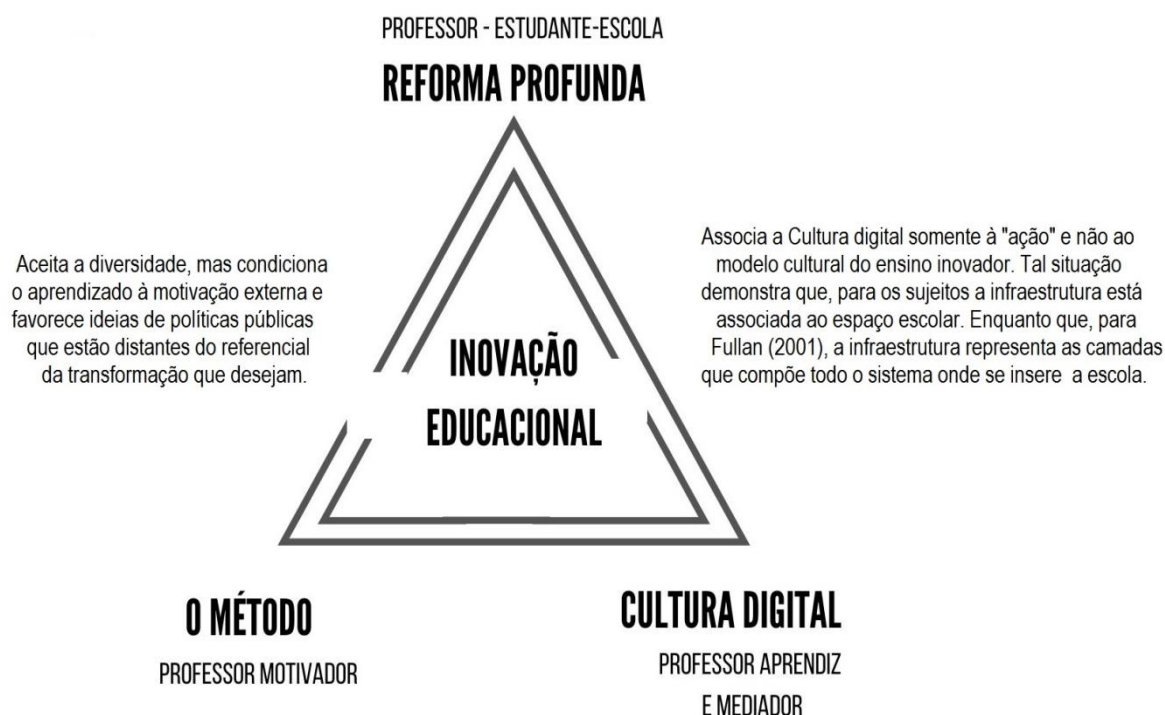 PROFESSOR - ESTUDANTE-ESCOLA
REFORMA PROFUNDA
Aceita a diversidade, mas condiciona
o aprendizado à motivação externa e
favorece ideias de políticas públicas
que estão distantes do referencial
da transformação que desejam.
INOVAÇÃO
EDUCACIONAL
Associa a Cultura digital somente à "ação" e não ao
modelo cultural do ensino inovador. Tal situação
demonstra que, para os sujeitos a infraestrutura está
associada ao espaço escolar. Enquanto que, para
Fullan (2001), a infraestrutura representa as camadas
que compõe todo o sistema onde se insere a escola.
O MÉTODO
PROFESSOR MOTIVADOR
CULTURA DIGITAL
PROFESSOR APRENDIZ
E MEDIADOR